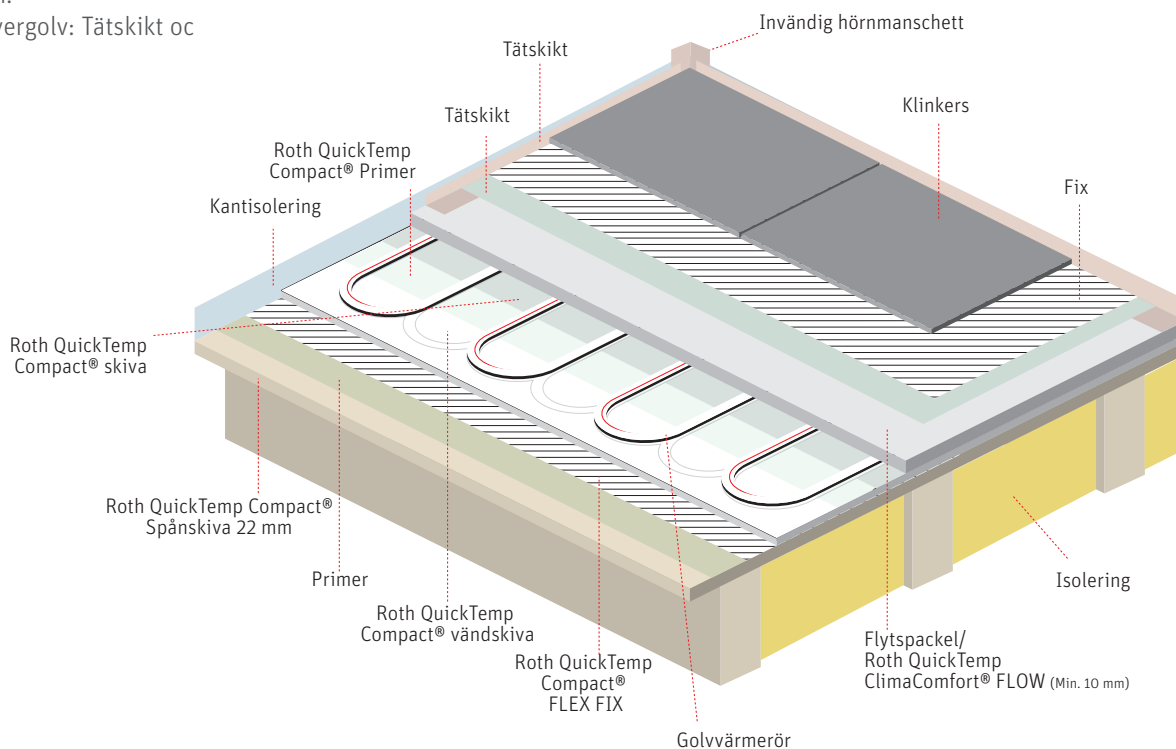 vergolv: Tätskikt oc
Invändig hörnmanschett
Tätskikt
Klinkers
Tätskikt
Roth QuickTemp
Compact® Primer
Fix
Kantisolering
Roth QuickTemp
Compact® skiva
Roth QuickTemp Compact®
Spånskiva 22 mm
Primer
Isolering
Roth QuickTemp
Compact® vändskiva
Flytspackel/
Roth QuickTemp
ClimaComfort® FLOW (Min. 10 mm)
Roth QuickTemp
Compact®
FLEX FIX
Golvvärmerör